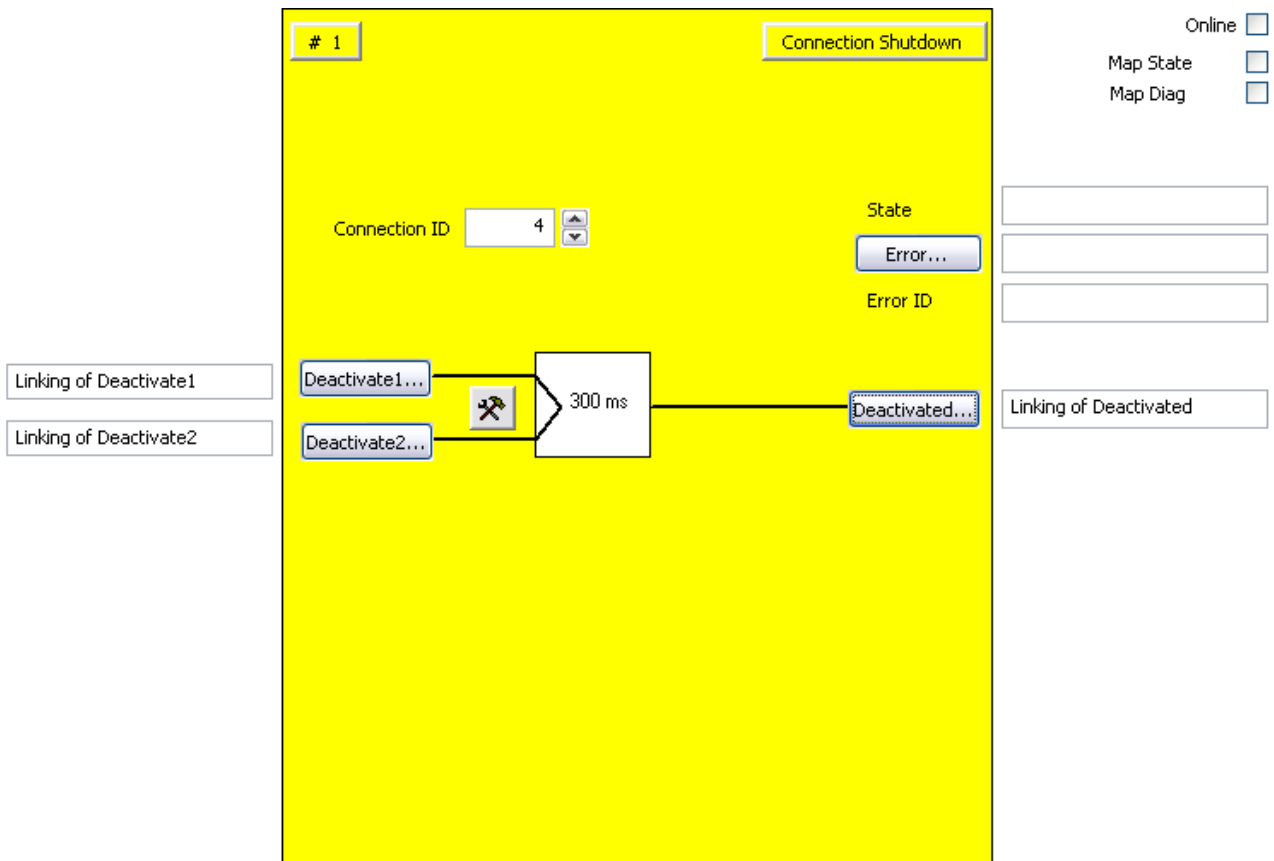 # 1
Connection Shutdown
Online
Map State
Map Diag
Connection ID
4
State
Error...
Error ID
Linking of Deactivate1
Deactivate1...
300 ms
Deactivated...
Linking of Deactivated
Linking of Deactivate2
Deactivate2...